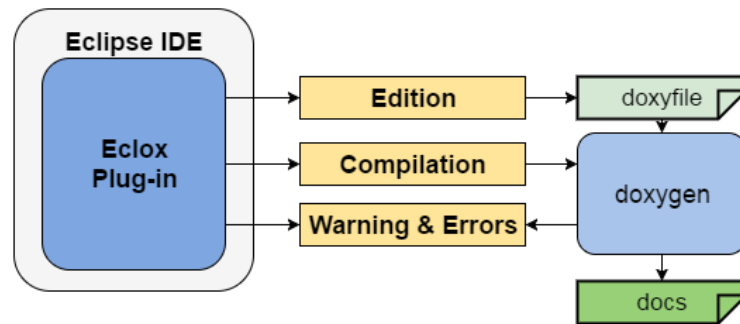 Eclipse IDE
Eclox
Plug-in
Edition
Compilation
Warning & Errors
doxyfile
doxygen
docs